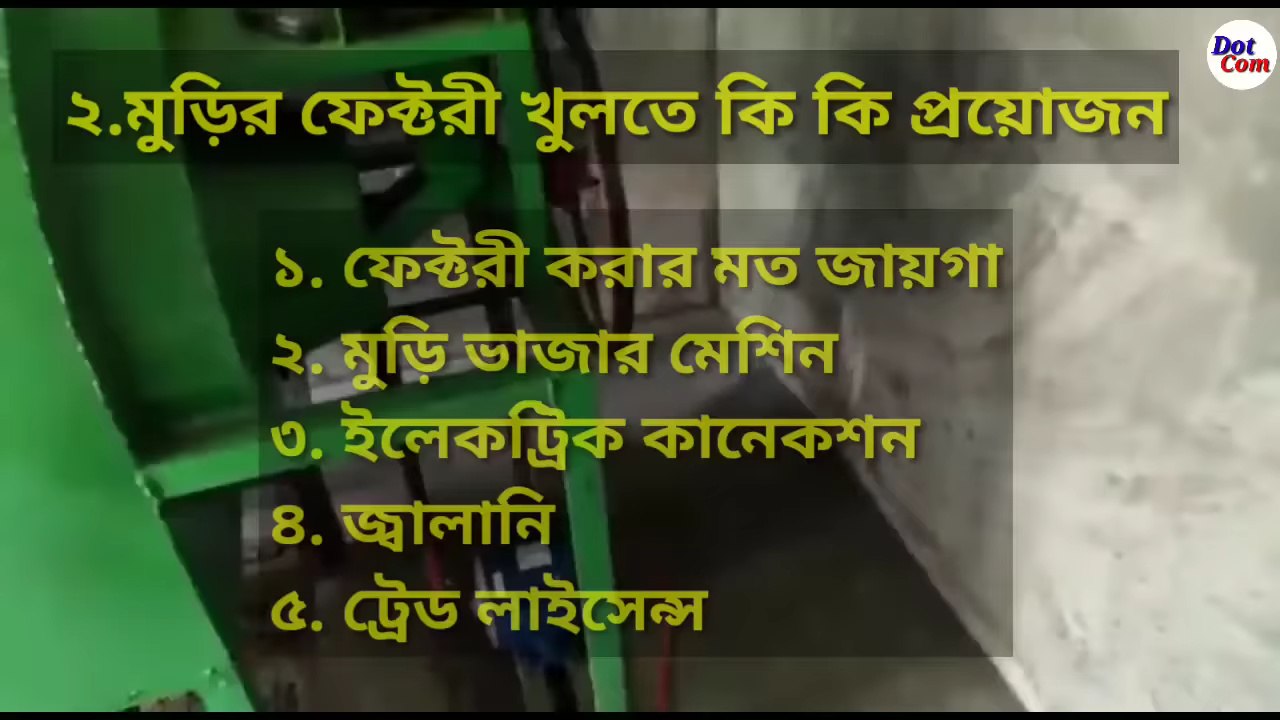 Dot
Com
২.মুড়ির ফেক্টরী খুলতে কি কি প্রয়োজন
১. ফেক্টরী করার মত জায়গা
২. মুড়ি ভাজার মেশিন
৩. ইলেকট্রিক কানেকশন
৪. জ্বালানি
৫. ট্রেড লাইসেন্স